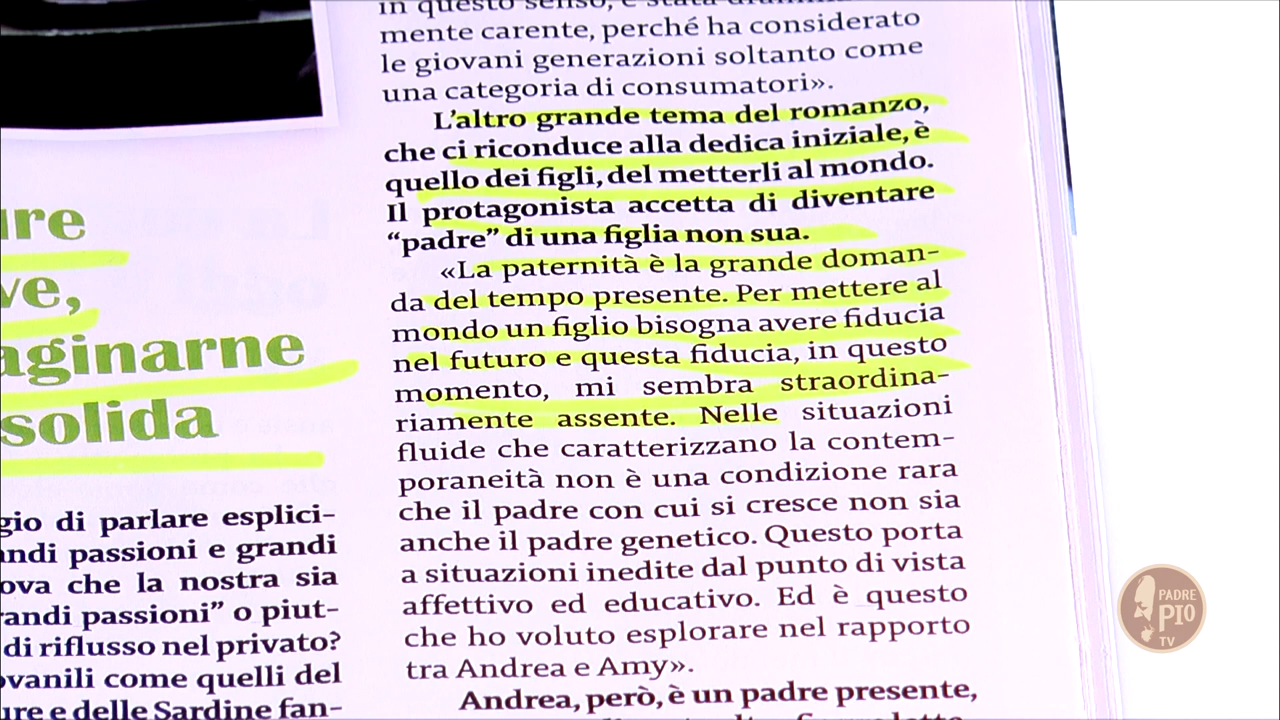 ure
ve,
aginarne
solida
gio di parlare esplici-
andi passioni e grandi
ova che la nostra sia
randi passioni” o piut-
di riflusso nel privato?
ovanili come quelli del
ure e delle Sardine fan-
in questo senso, è stata
mente carente, perché ha considerato
le giovani generazioni soltanto come
una categoria di consumatori».
L’altro grande tema del romanzo,
che ci riconduce alla dedica iniziale, è
quello dei figli, del metterli al mondo.
Il protagonista accetta di diventare
“padre” di una figlia non sua.
«La paternità è la grande doman-
da del tempo presente. Per mettere al
mondo un figlio bisogna avere fiducia
nel futuro e questa fiducia, in questo
momento, mi sembra straordina-
riamente assente. Nelle situazioni
fluide che caratterizzano la contem-
poraneità non è una condizione rara
che il padre con cui si cresce non sia
anche il padre genetico. Questo porta
a situazioni inedite dal punto di vista
affettivo ed educativo. Ed è questo
che ho voluto esplorare nel rapporto
tra Andrea e Amy».
Andrea, però, è un padre presente,
PADRE
PIO
TV